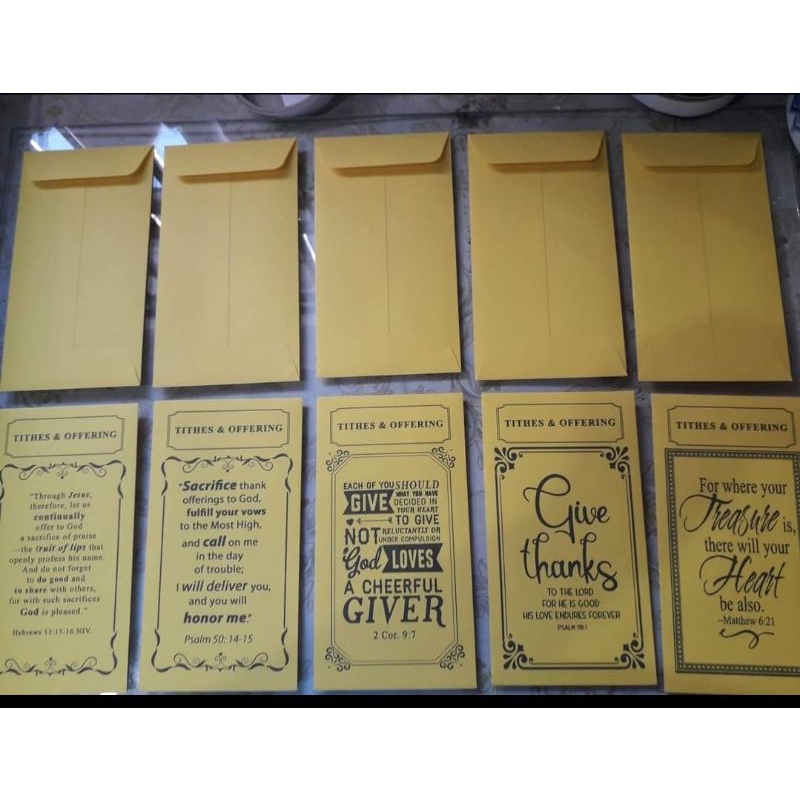 TITHES & OFFERING
"Through Jesus,
therefore, let us
continually
offer to God
a sacrifice of praise
—the fruit of lips that
openly profess his name.
And do not forget
to do good and
to share with others,
for with such sacrifices
God is pleased."
Hebrews 13:15-16 NIV.
TITHES & OFFERING
"Sacrifice thank
offerings to God,
fulfill your vows
to the Most High,
and call on me
in the day
of trouble;
I will deliver you,
and you will
honor me."
Psalm 50: 14-15
TITHES & OFFERING
EACH OF YOU SHOULD
GIVE WHAT YOU HAVE
DECIDED IN
YOUR HEART
TO GIVE
NOT RELUCTANTLY OR
UNDER COMPULSION
God LOVES
A CHEERFUL
GIVER
2 Cor. 9:7
TITHES & OFFERING
Give
thanks
TO THE LORD
FOR HE IS GOOD
HIS LOVE ENDURES FOREVER
PSALM 118:1
TITHES & OFFERING
For where your
Treasure is,
there will your
Heart
be also.
~Matthew 6:21